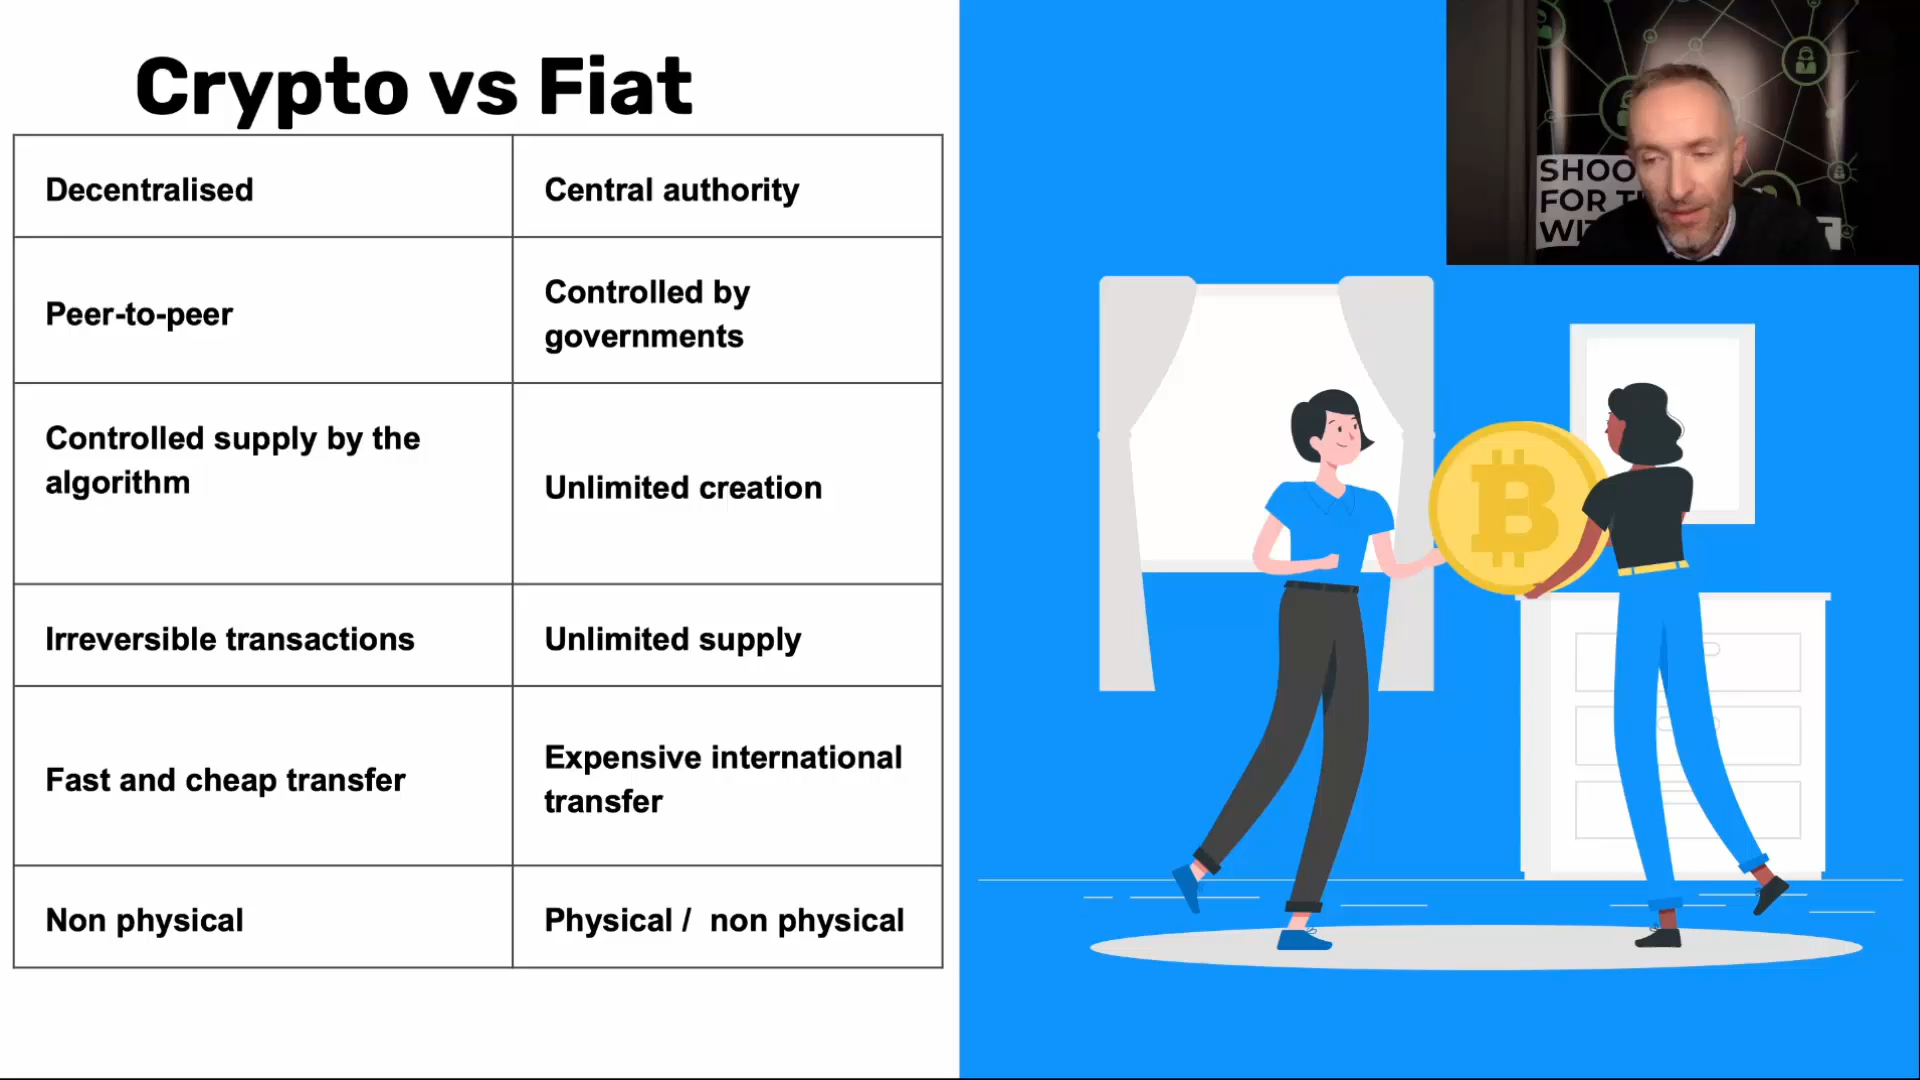 Crypto vs Fiat
Decentralised
Central authority
Peer-to-peer
Controlled by
governments
Controlled supply by the
algorithm
Unlimited creation
Irreversible transactions
Unlimited supply
Fast and cheap transfer
Expensive international
transfer
Non physical
Physical / non physical
B
FOR